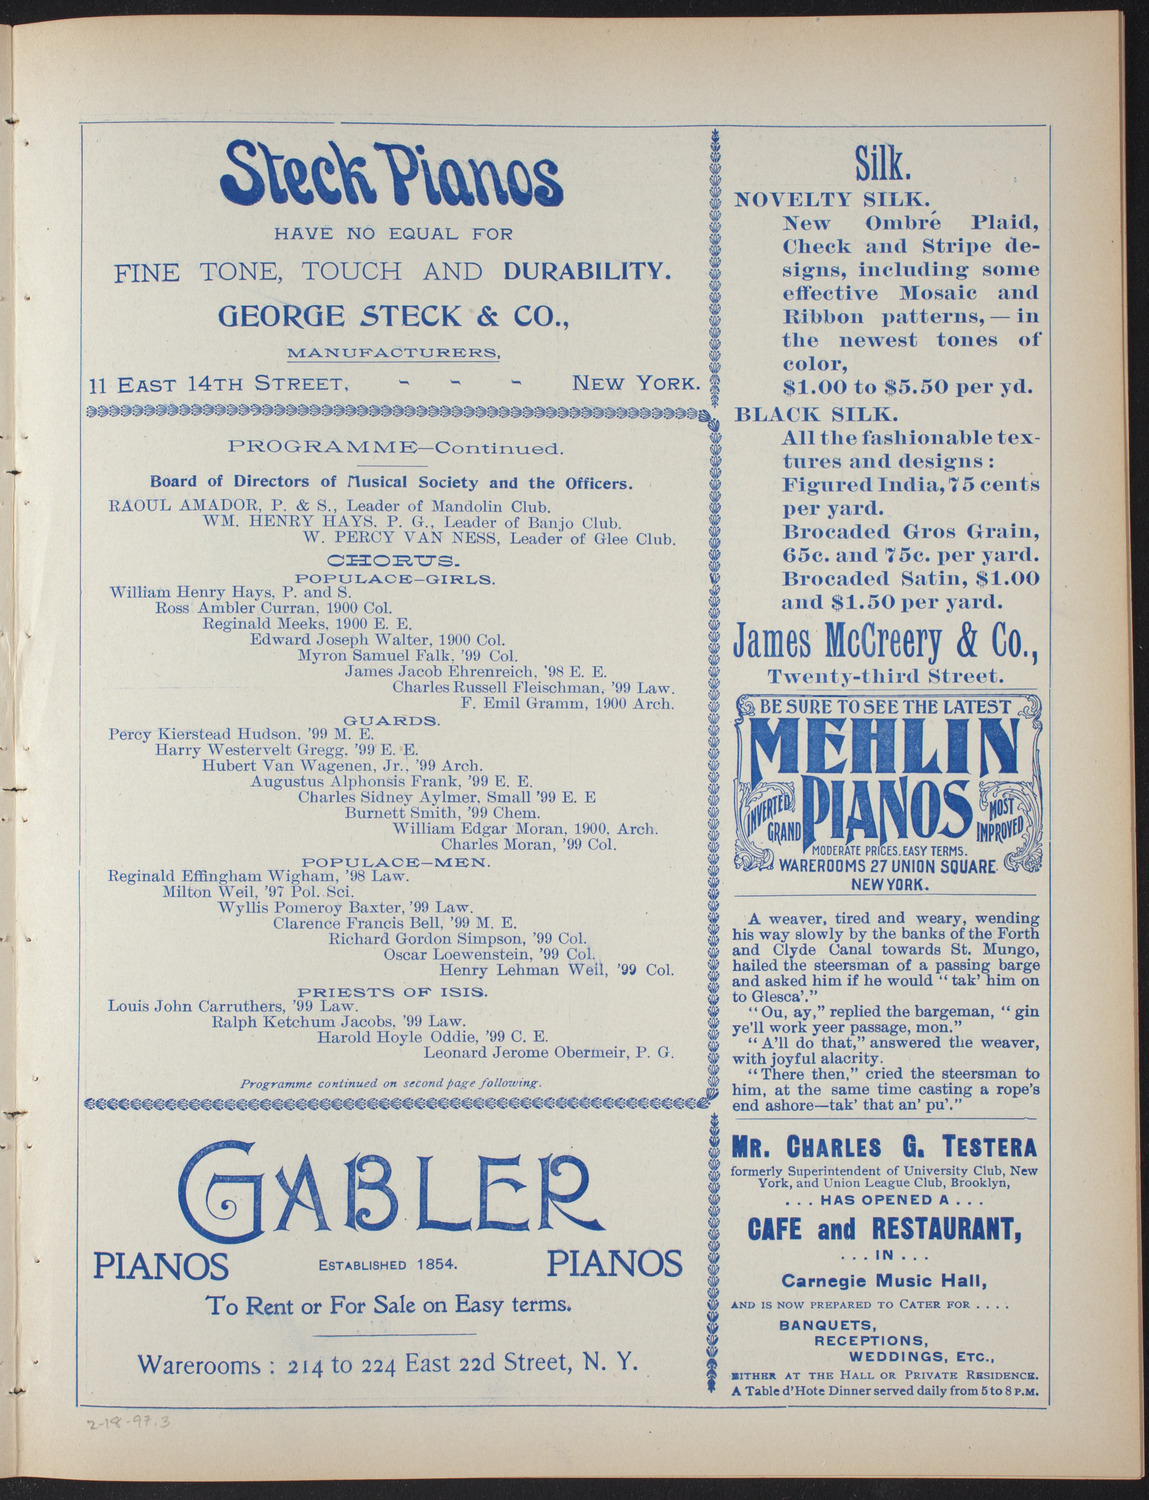 Steck Pianos
HAVE NO EQUAL FOR
FINE TONE, TOUCH AND DURABILITY.
GEORGE STECK & CO.,
MANUFACTURERS,
11 EAST 14TH STREET, - - - NEW YORK.
PROGRAMME—Continued.
Board of Directors of Musical Society and the Officers.
RAOUL AMADOR, P. & S., Leader of Mandolin Club.
WM. HENRY HAYS. P. G., Leader of Banjo Club.
W. PERCY VAN NESS, Leader of Glee Club.
CHORUS.
POPULACE—GIRLS.
William Henry Hays, P. and S.
Ross Ambler Curran, 1900 Col.
Reginald Meeks, 1900 E. E.
Edward Joseph Walter, 1900 Col.
Myron Samuel Falk, '99 Col.
James Jacob Ehrenreich, '98 E. E.
Charles Russell Fleischman, '99 Law.
F. Emil Gramm, 1900 Arch.
GUARDS.
Percy Kierstead Hudson, '99 M. E.
Harry Westervelt Gregg, '99 E. E.
Hubert Van Wagenen, Jr., '99 Arch.
Augustus Alphonsis Frank, '99 E. E.
Charles Sidney Aylmer, Small '99 E. E
Burnett Smith, '99 Chem.
William Edgar Moran, 1900, Arch.
Charles Moran, '99 Col.
POPULACE—MEN.
Reginald Effingham Wigham, '98 Law.
Milton Weil, '97 Pol. Sci.
Wyllis Pomeroy Baxter, '99 Law.
Clarence Francis Bell, '99 M. E.
Richard Gordon Simpson, '99 Col.
Oscar Loewenstein, '99 Col.
Henry Lehman Weil, '99 Col.
PRIESTS OF ISIS.
Louis John Carruthers, '99 Law.
Ralph Ketchum Jacobs, '99 Law.
Harold Hoyle Oddie, '99 C. E.
Leonard Jerome Obermeir, P. G.
Programme continued on second page following.
GABLER
PIANOS ESTABLISHED 1854. PIANOS
To Rent or For Sale on Easy terms.
Warerooms : 214 to 224 East 22d Street, N. Y.
2-18-97.3
Silk.
NOVELTY SILK.
New Ombré Plaid,
Check and Stripe de-
signs, including some
effective Mosaic and
Ribbon patterns, — in
the newest tones of
color,
$1.00 to $5.50 per yd.
BLACK SILK.
All the fashionable tex-
tures and designs :
Figured India, 75 cents
per yard.
Brocaded Gros Grain,
65c. and 75c. per yard.
Brocaded Satin, $1.00
and $1.50 per yard.
James McCreery & Co.,
Twenty-third Street.
BE SURE TO SEE THE LATEST
MEHLIN
PIANOS
INVERTED GRAND
MOST IMPROVED
MODERATE PRICES. EASY TERMS.
WAREROOMS 27 UNION SQUARE
NEW YORK.
A weaver, tired and weary, wending
his way slowly by the banks of the Forth
and Clyde Canal towards St. Mungo,
hailed the steersman of a passing barge
and asked him if he would “ tak' him on
to Glesca'.”
“ Ou, ay,” replied the bargeman, “ gin
ye'll work yeer passage, mon.”
“ A'll do that,” answered the weaver,
with joyful alacrity.
“ There then,” cried the steersman to
him, at the same time casting a rope's
end ashore—tak' that an' pu'.”
MR. CHARLES G. TESTERA
formerly Superintendent of University Club, New
York, and Union League Club, Brooklyn,
. . . HAS OPENED A . . .
CAFE and RESTAURANT,
. . . IN . . .
Carnegie Music Hall,
AND IS NOW PREPARED TO CATER FOR . . . .
BANQUETS,
RECEPTIONS,
WEDDINGS, ETC.,
EITHER AT THE HALL OR PRIVATE RESIDENCE.
A Table d'Hote Dinner served daily from 5 to 8 P.M.